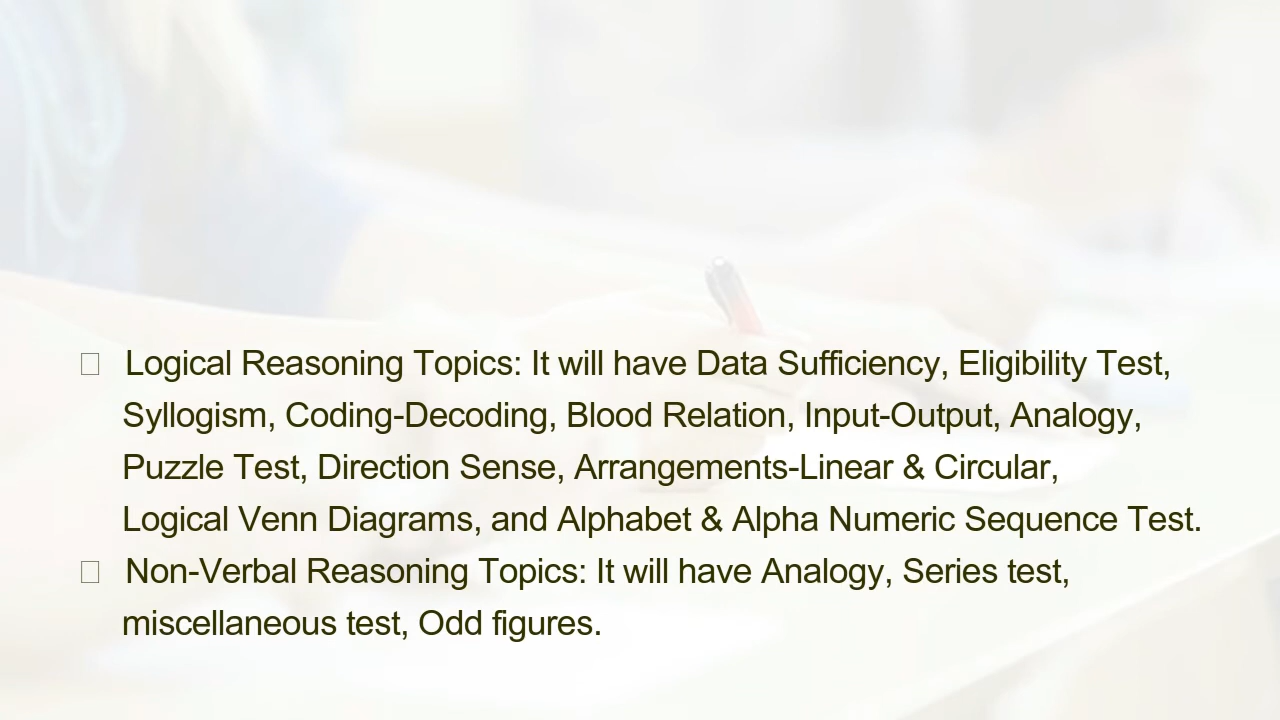 Logical Reasoning Topics: It will have Data Sufficiency, Eligibility Test,
Syllogism, Coding-Decoding, Blood Relation, Input-Output, Analogy,
Puzzle Test, Direction Sense, Arrangements-Linear & Circular,
Logical Venn Diagrams, and Alphabet & Alpha Numeric Sequence Test.
Non-Verbal Reasoning Topics: It will have Analogy, Series test,
miscellaneous test, Odd figures.